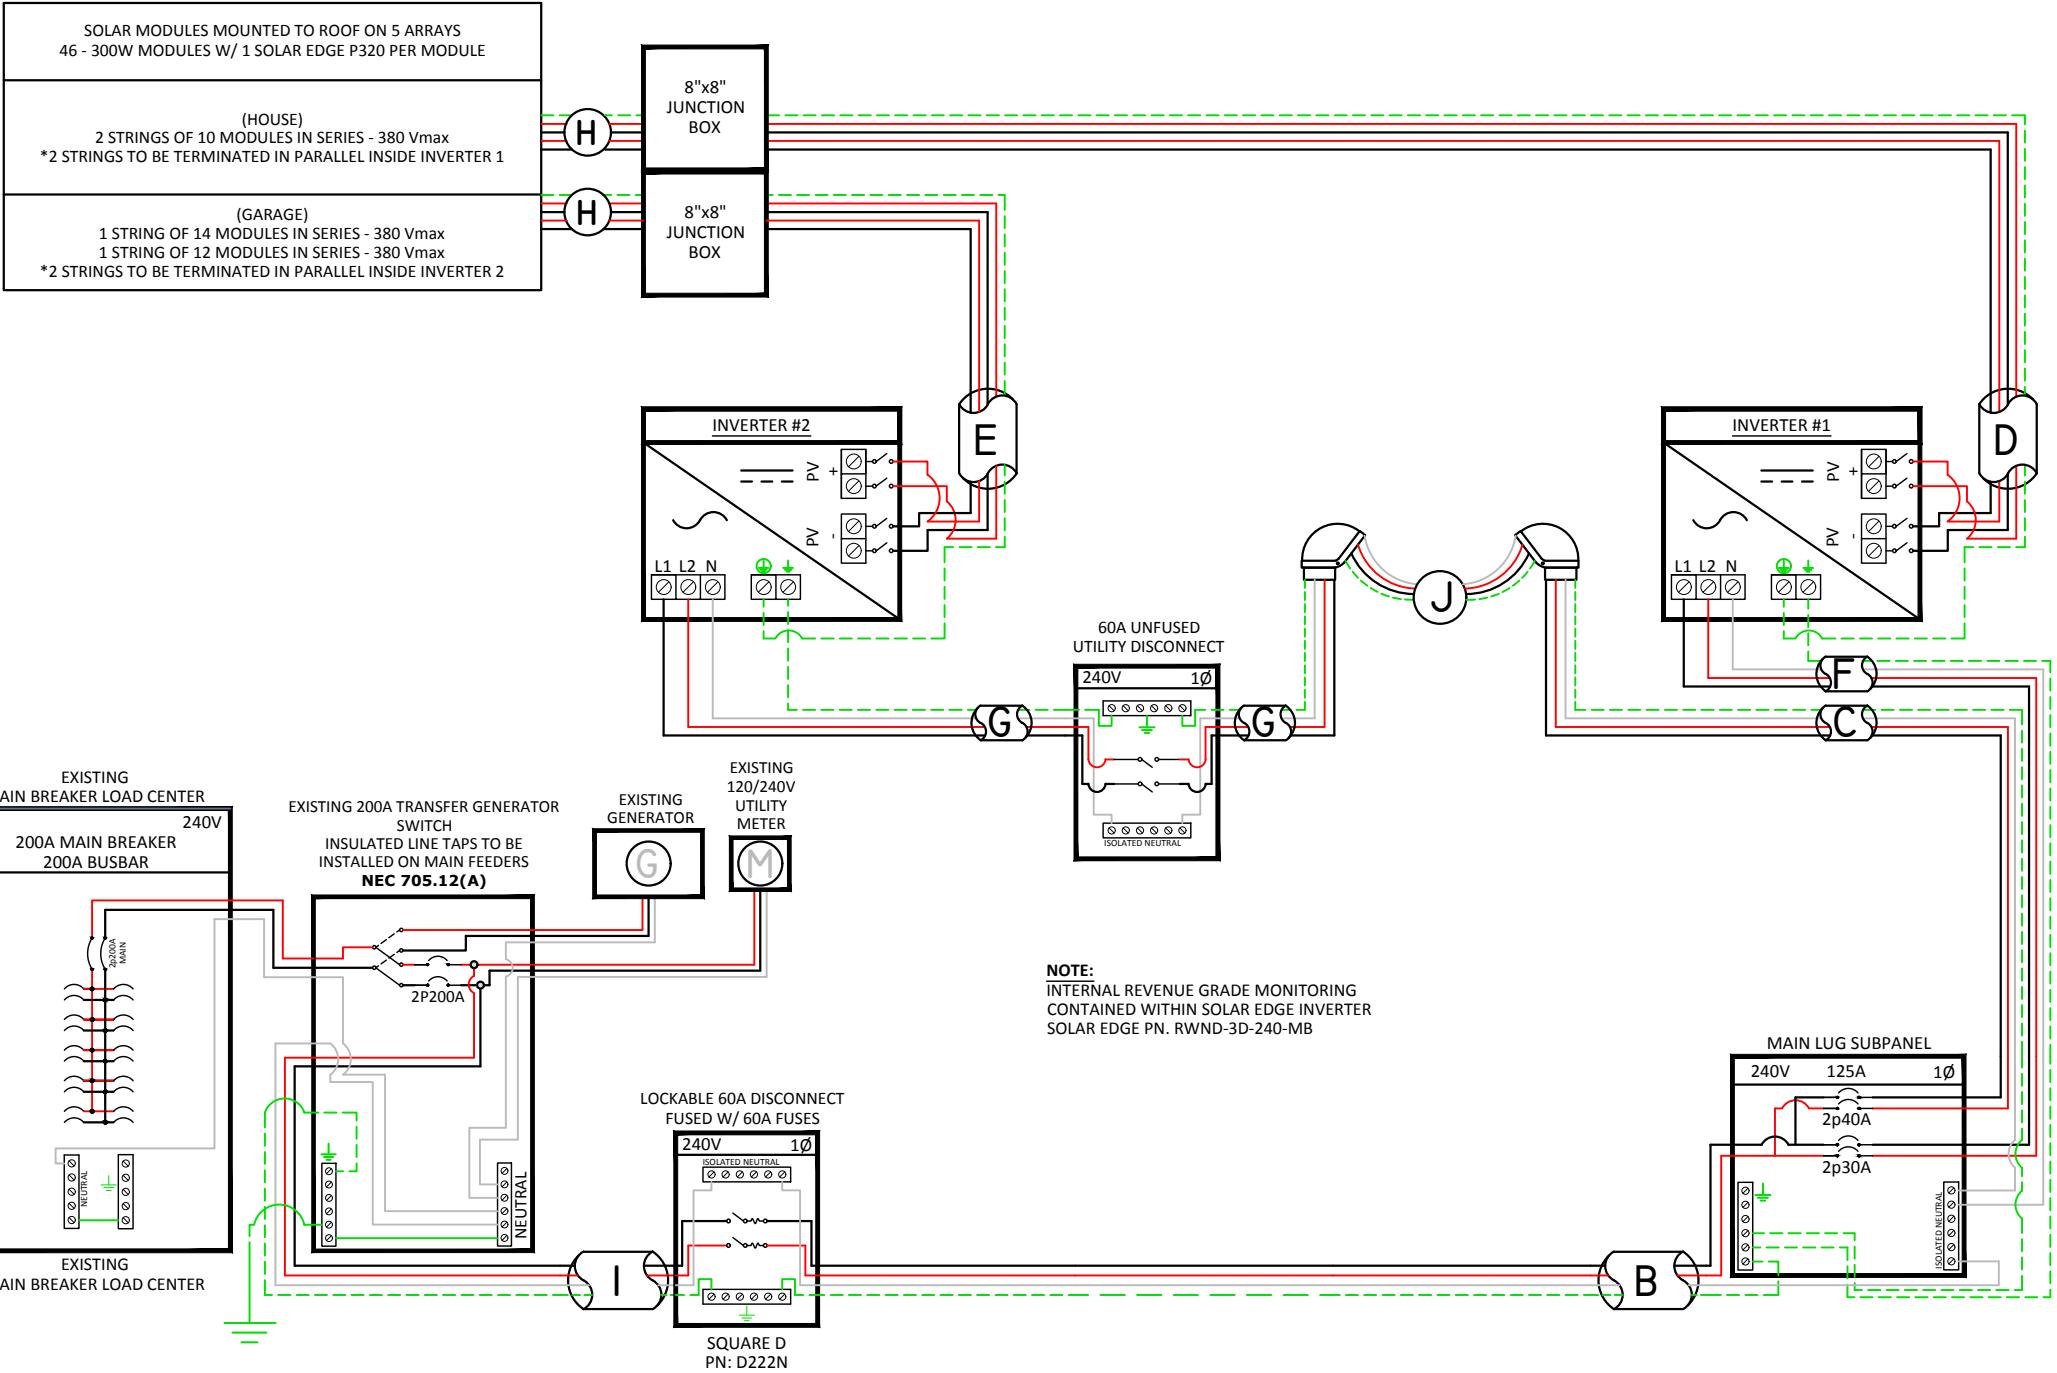 SOLAR MODULES MOUNTED TO ROOF ON 5 ARRAYS
46 - 300W MODULES W/ 1 SOLAR EDGE P320 PER MODULE
(HOUSE)
2 STRINGS OF 10 MODULES IN SERIES - 380 Vmax
*2 STRINGS TO BE TERMINATED IN PARALLEL INSIDE INVERTER 1
(GARAGE)
1 STRING OF 14 MODULES IN SERIES - 380 Vmax
1 STRING OF 12 MODULES IN SERIES - 380 Vmax
*2 STRINGS TO BE TERMINATED IN PARALLEL INSIDE INVERTER 2
H
H
8"x8"
JUNCTION
BOX
8"x8"
JUNCTION
BOX
INVERTER #2
PV +
PV -
L1 L2 N
E
INVERTER #1
PV +
PV -
L1 L2 N
D
J
F
C
G
G
60A UNFUSED
UTILITY DISCONNECT
240V 1Ø
ISOLATED NEUTRAL
EXISTING
AIN BREAKER LOAD CENTER
240V
200A MAIN BREAKER
200A BUSBAR
2p200A
MAIN
NEUTRAL
EXISTING
AIN BREAKER LOAD CENTER
EXISTING 200A TRANSFER GENERATOR
SWITCH
INSULATED LINE TAPS TO BE
INSTALLED ON MAIN FEEDERS
NEC 705.12(A)
2P200A
NEUTRAL
EXISTING
GENERATOR
G
EXISTING
120/240V
UTILITY
METER
M
NOTE:
INTERNAL REVENUE GRADE MONITORING
CONTAINED WITHIN SOLAR EDGE INVERTER
SOLAR EDGE PN. RWND-3D-240-MB
LOCKABLE 60A DISCONNECT
FUSED W/ 60A FUSES
240V 1Ø
ISOLATED NEUTRAL
SQUARE D
PN: D222N
I
B
MAIN LUG SUBPANEL
240V 125A 1Ø
2p40A
2p30A
ISOLATED NEUTRAL